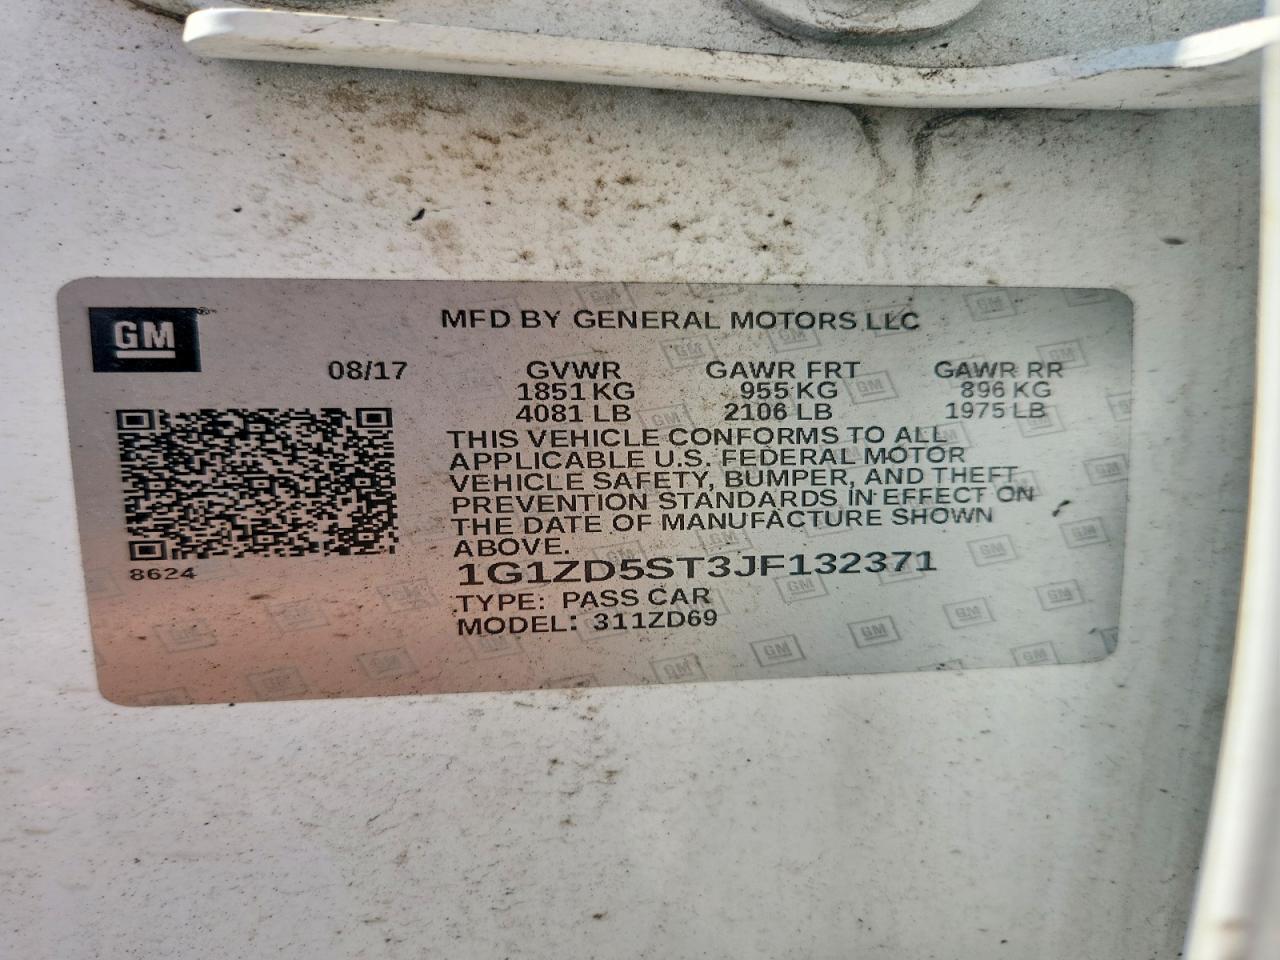 GM
MFD BY GENERAL MOTORS LLC
08/17 GVWR GAWR FRT GAWR RR
1851 KG 955 KG 896 KG
4081 LB 2106 LB 1975 LB
THIS VEHICLE CONFORMS TO ALL
APPLICABLE U.S. FEDERAL MOTOR
VEHICLE SAFETY, BUMPER, AND THEFT
PREVENTION STANDARDS IN EFFECT ON
THE DATE OF MANUFACTURE SHOWN
ABOVE.
8624
1G1ZD5ST3JF132371
TYPE: PASS CAR
MODEL: 311ZD69